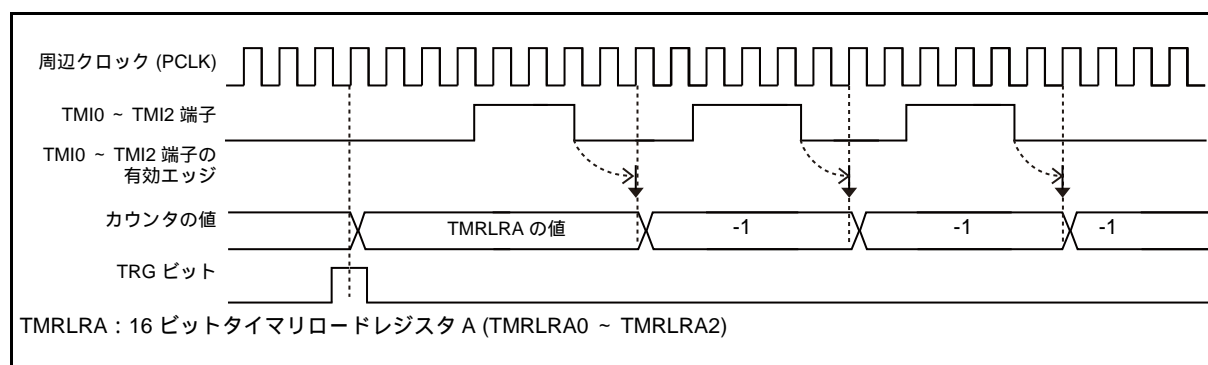 周辺クロック (PCLK)
TMI0 ~ TMI2 端子
TMI0 ~ TMI2 端子の
有効エッジ
カウンタの値
TMRLRA の値
-1
-1
-1
TRG ビット
TMRLRA : 16 ビットタイマリロードレジスタ A (TMRLRA0 ~ TMRLRA2)